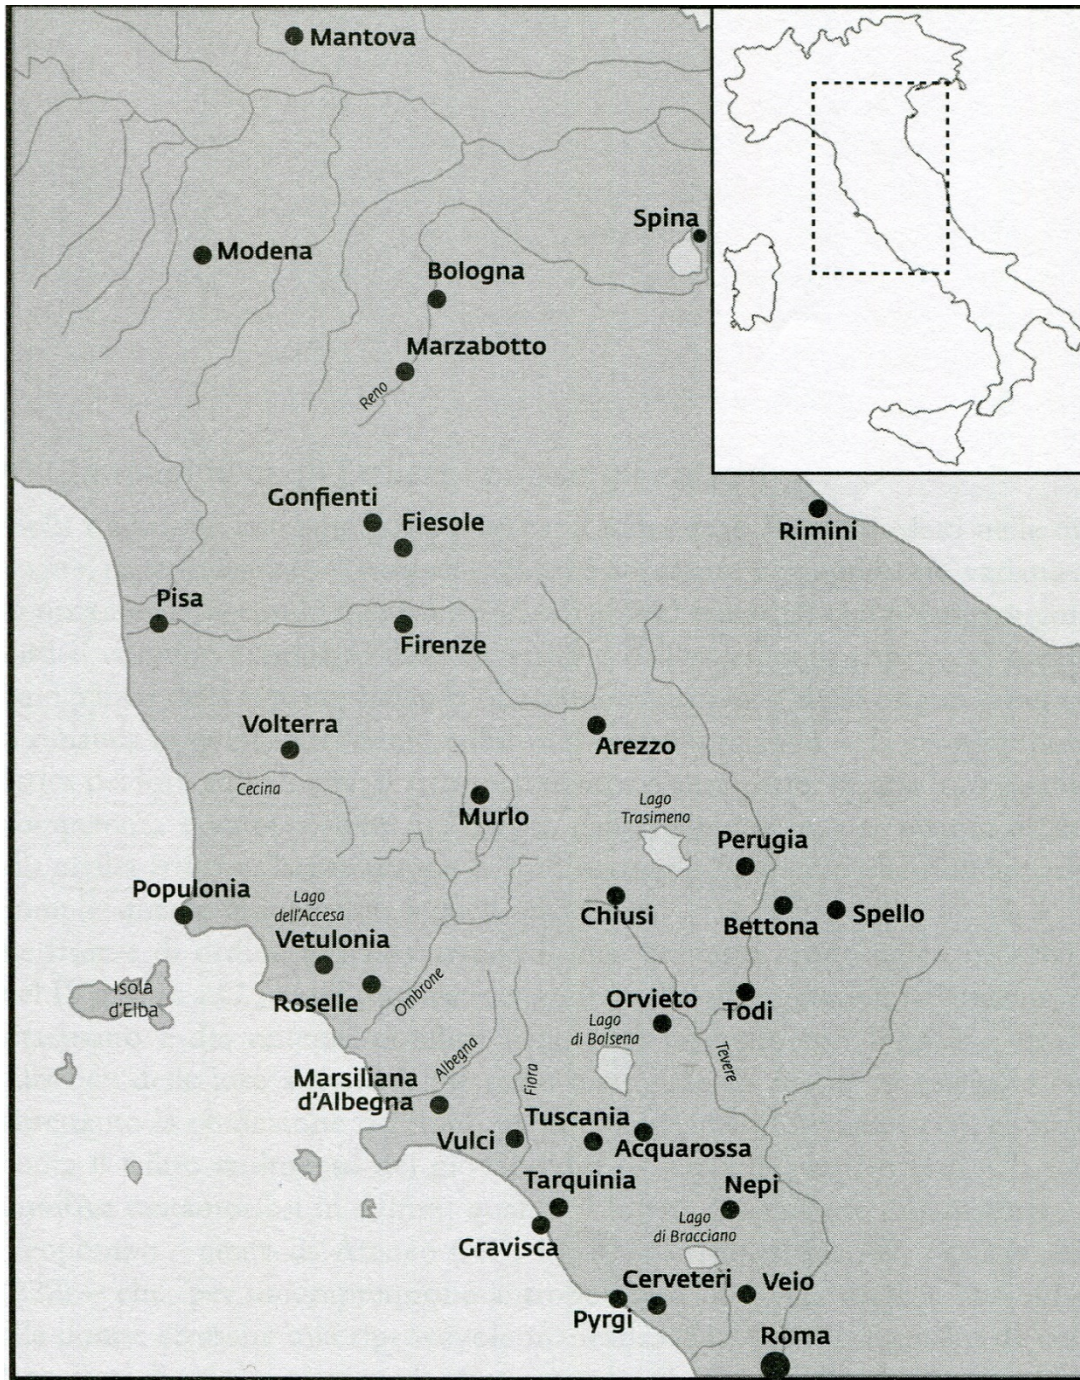 Mantova
Spina
Modena
Bologna
Marzabotto
Reno
Gonfienti
Fiesole
Rimini
Pisa
Firenze
Volterra
Arezzo
Cecina
Murlo
Lago
Trasimeno
Perugia
Populonia
Lago
dell'Accesa
Chiusi
Bettona
Spello
Vetulonia
Isola
d'Elba
Roselle
Ombrone
Orvieto
Todi
Lago
di Bolsena
Tevere
Albegna
Fiora
Marsiliana
d'Albegna
Tuscania
Vulci
Acquarossa
Tarquinia
Nepi
Lago
di Bracciano
Gravisca
Cerveteri
Veio
Pyrgi
Roma